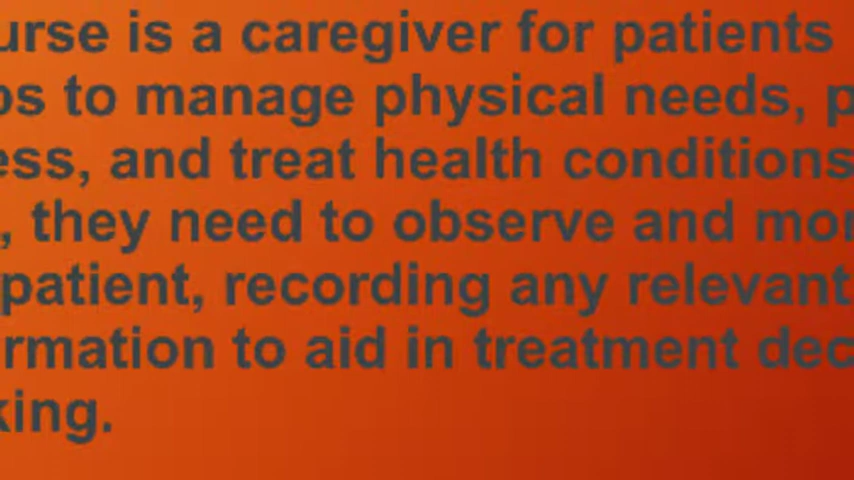 urse is a caregiver for patients
ps to manage physical needs, p
ess, and treat health conditions
, they need to observe and mor
patient, recording any relevant
rmation to aid in treatment dec
king.